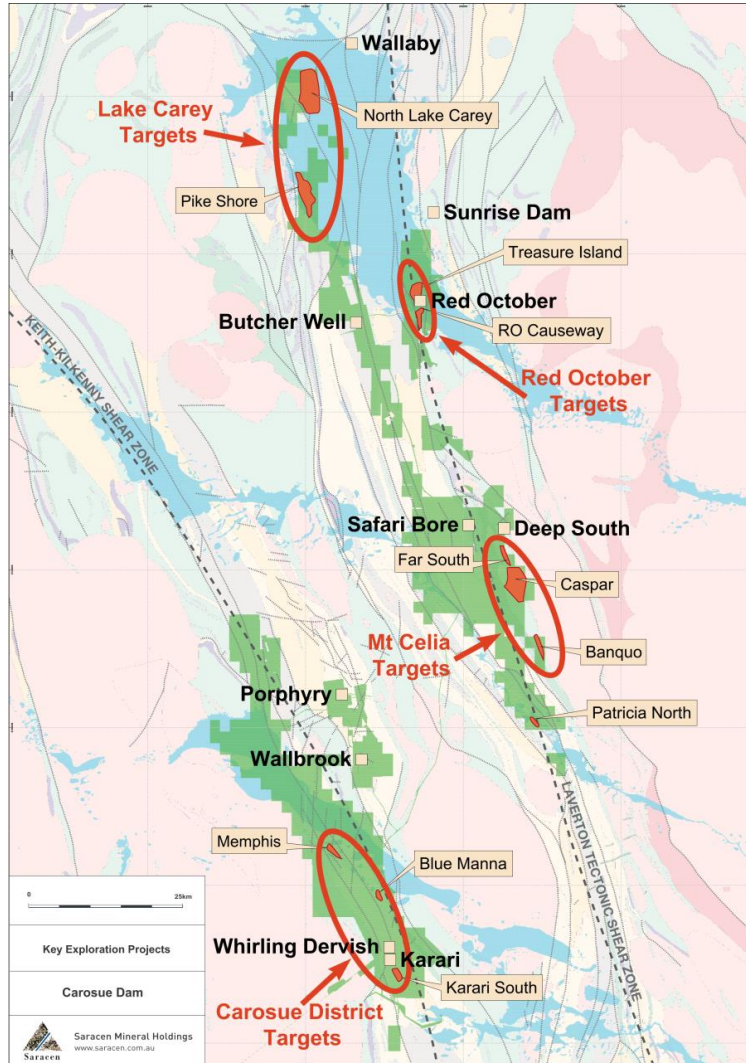 Wallaby
Lake Carey
Targets
North Lake Carey
Pike Shore
Sunrise Dam
Treasure Island
Red October
Butcher Well
RO Causeway
Red October
Targets
KEITH-KILKENNY SHEAR ZONE
Safari Bore
Deep South
Far South
Caspar
Mt Celia
Targets
Banquo
Porphyry
Patricia North
Wallbrook
LAVERTON TECTONIC SHEAR ZONE
Memphis
Blue Manna
Whirling Dervish
Karari
Karari South
Carosue District
Targets
0 25km
Key Exploration Projects
Carosue Dam
Saracen
Saracen Mineral Holdings
www.saracen.com.au